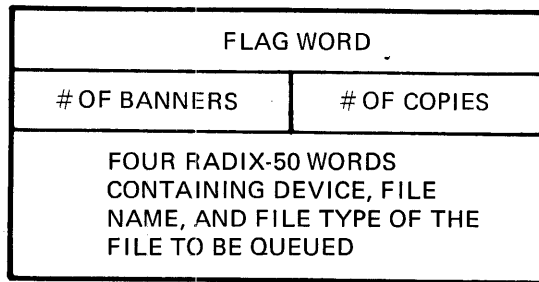 FLAG WORD
# OF BANNERS # OF COPIES
FOUR RADIX-50 WORDS
CONTAINING DEVICE, FILE
NAME, AND FILE TYPE OF THE
FILE TO BE QUEUED